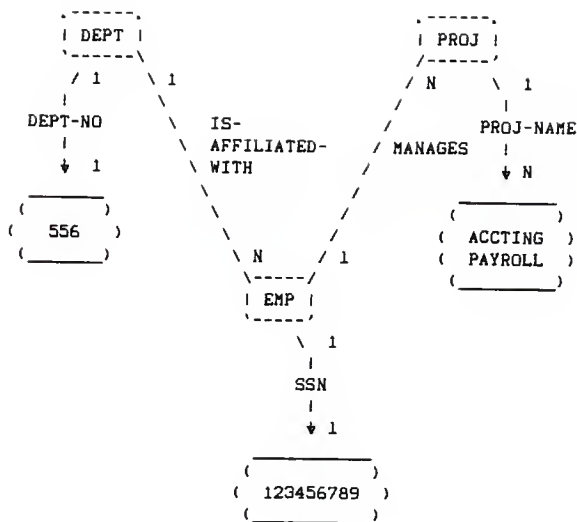 DEPT
PROJ
1 1
N 1
DEPT-NO
IS-
AFFILIATED-
WITH
MANAGES
PROJ-NAME
1
N
556
ACCTING
PAYROLL
N 1
EMP
1
SSN
1
123456789